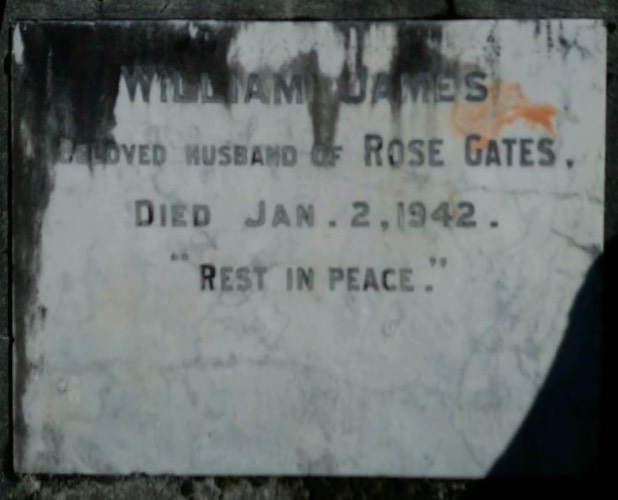 WILLIAM JAMES
BELOVED HUSBAND OF ROSE GATES.
DIED JAN. 2, 1942.
"REST IN PEACE."